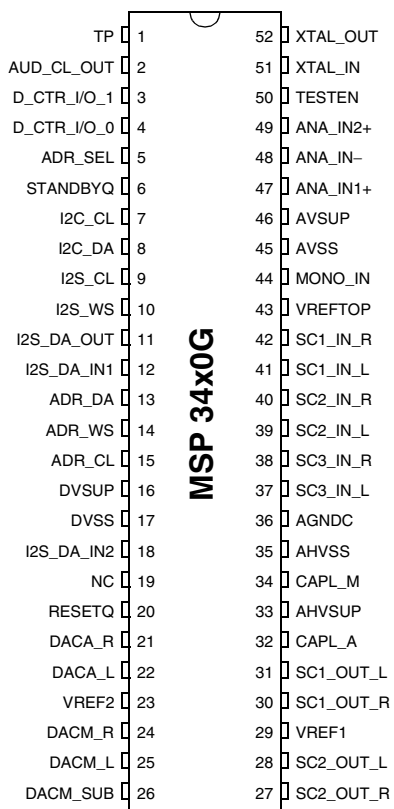 TP 1 52 XTAL_OUT
AUD_CL_OUT 2 51 XTAL_IN
D_CTR_I/O_1 3 50 TESTEN
D_CTR_I/O_0 4 49 ANA_IN2+
ADR_SEL 5 48 ANA_IN−
STANDBYQ 6 47 ANA_IN1+
I2C_CL 7 46 AVSUP
I2C_DA 8 45 AVSS
I2S_CL 9 44 MONO_IN
I2S_WS 10 43 VREFTOP
I2S_DA_OUT 11 42 SC1_IN_R
I2S_DA_IN1 12 41 SC1_IN_L
ADR_DA 13 40 SC2_IN_R
ADR_WS 14 39 SC2_IN_L
ADR_CL 15 38 SC3_IN_R
DVSUP 16 37 SC3_IN_L
DVSS 17 36 AGNDC
I2S_DA_IN2 18 35 AHVSS
NC 19 34 CAPL_M
RESETQ 20 33 AHVSUP
DACA_R 21 32 CAPL_A
DACA_L 22 31 SC1_OUT_L
VREF2 23 30 SC1_OUT_R
DACM_R 24 29 VREF1
DACM_L 25 28 SC2_OUT_L
DACM_SUB 26 27 SC2_OUT_R
MSP 34x0G